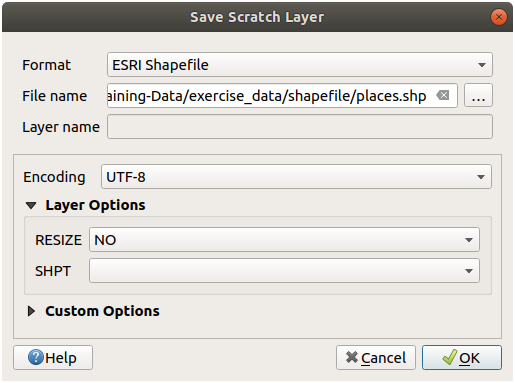 Save Scratch Layer
Format ESRI Shapefile
File name aining-Data/exercise_data/shapefile/places.shp ...
Layer name
Encoding UTF-8
Layer Options
RESIZE NO
SHPT
Custom Options
Help Cancel OK